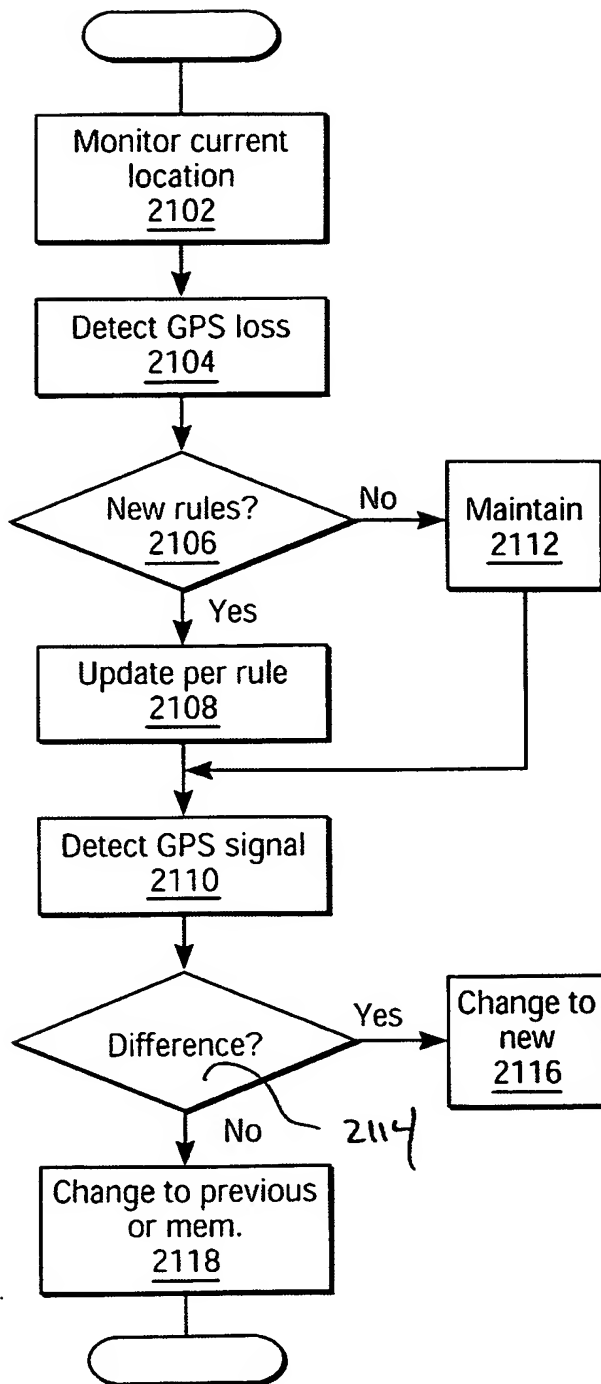 Monitor current
location
2102
Detect GPS loss
2104
New rules?
2106
No
Maintain
2112
Yes
Update per rule
2108
Detect GPS signal
2110
Difference?
Yes
Change to
new
2116
No
2114
Change to previous
or mem.
2118